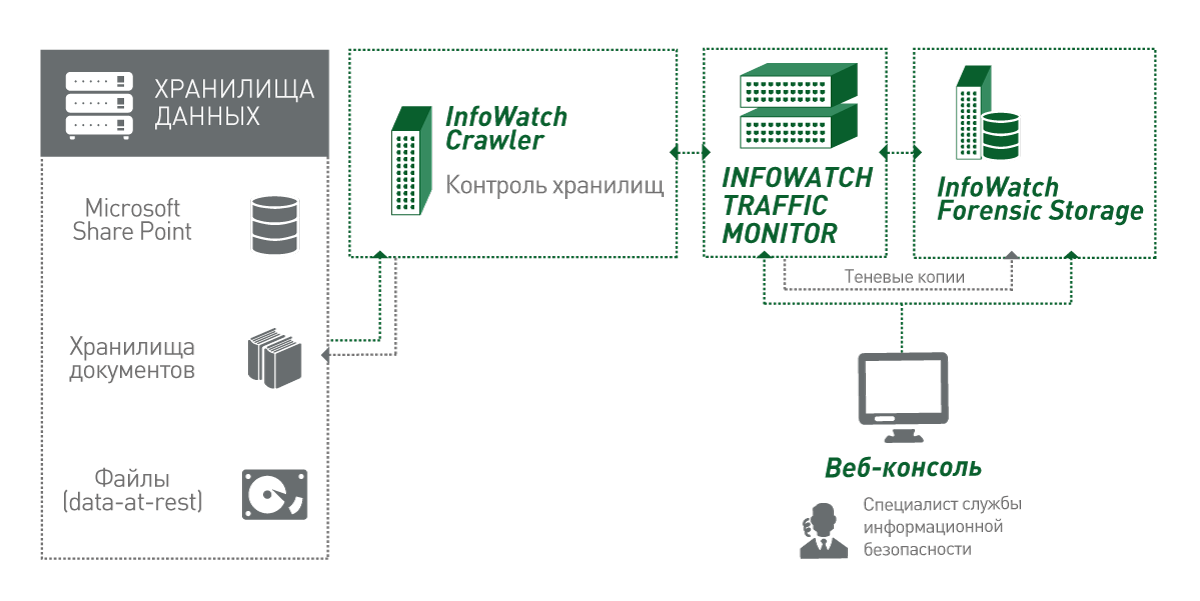 ХРАНИЛИЩА
ДАННЫХ
Microsoft
Share Point
Хранилища
документов
Файлы
(data-at-rest)
InfoWatch
Crawler
Контроль хранилищ
INFOWATCH
TRAFFIC
MONITOR
InfoWatch
Forensic Storage
Теневые копии
Веб-консоль
Специалист службы
информационной
безопасности